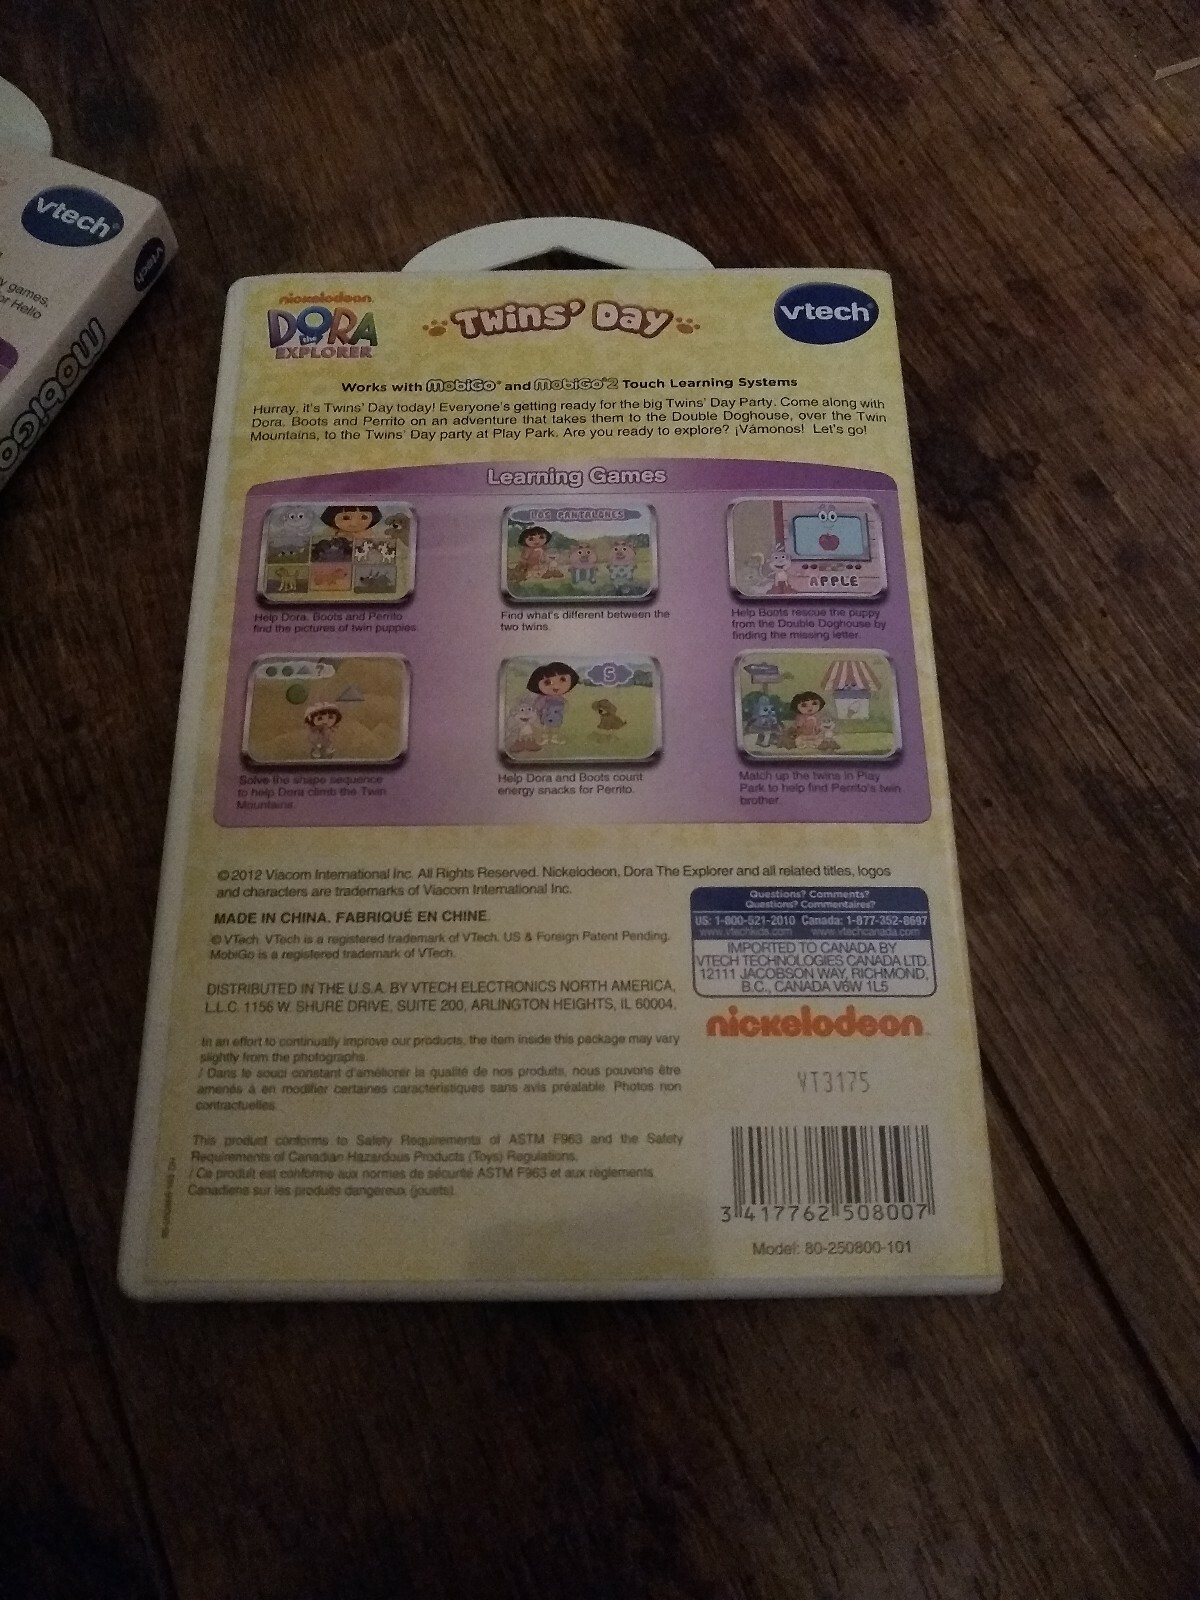 vtech
vtech
y games,
or Hello
MobiGo
nickelodeon
DORA
the
EXPLORER
Twins' Day
vtech
Works with MobiGo® and MobiGo®2 Touch Learning Systems
Hurray, it's Twins' Day today! Everyone's getting ready for the big Twins' Day Party. Come along with
Dora, Boots and Perrito on an adventure that takes them to the Double Doghouse, over the Twin
Mountains, to the Twins' Day party at Play Park. Are you ready to explore? ¡Vámonos! Let's go!
Learning Games
LOS PANTALONES
APPLE
Help Dora, Boots and Perrito
find the pictures of twin puppies.
Find what's different between the
two twins.
Help Boots rescue the puppy
from the Double Doghouse by
finding the missing letter.
?
5
Solve the shape sequence
to help Dora climb the Twin
Mountains.
Help Dora and Boots count
energy snacks for Perrito.
Match up the twins in Play
Park to help find Perrito's twin
brother.
© 2012 Viacom International Inc. All Rights Reserved. Nickelodeon, Dora The Explorer and all related titles, logos
and characters are trademarks of Viacom International Inc.
MADE IN CHINA. FABRIQUÉ EN CHINE.
© VTech. VTech is a registered trademark of VTech. US & Foreign Patent Pending.
MobiGo is a registered trademark of VTech.
DISTRIBUTED IN THE U.S.A. BY VTECH ELECTRONICS NORTH AMERICA,
L.L.C. 1156 W. SHURE DRIVE, SUITE 200, ARLINGTON HEIGHTS, IL 60004.
In an effort to continually improve our products, the item inside this package may vary
slightly from the photographs.
/ Dans le souci constant d'améliorer la qualité de nos produits, nous pouvons être
amenés à en modifier certaines caractéristiques sans avis préalable. Photos non
contractuelles.
This product conforms to Safety Requirements of ASTM F963 and the Safety
Requirements of Canadian Hazardous Products (Toys) Regulations.
/ Ce produit est conforme aux normes de sécurité ASTM F963 et aux règlements
Canadiens sur les produits dangereux (jouets).
Questions? Comments?
Questions? Commentaires?
US: 1-800-521-2010 Canada: 1-877-352-8697
www.vtechkids.com www.vtechcanada.com
IMPORTED TO CANADA BY
VTECH TECHNOLOGIES CANADA LTD.
12111 JACOBSON WAY, RICHMOND,
B.C., CANADA V6W 1L5
nickelodeon
VT3175
3 417762 508007
Model: 80-250800-101